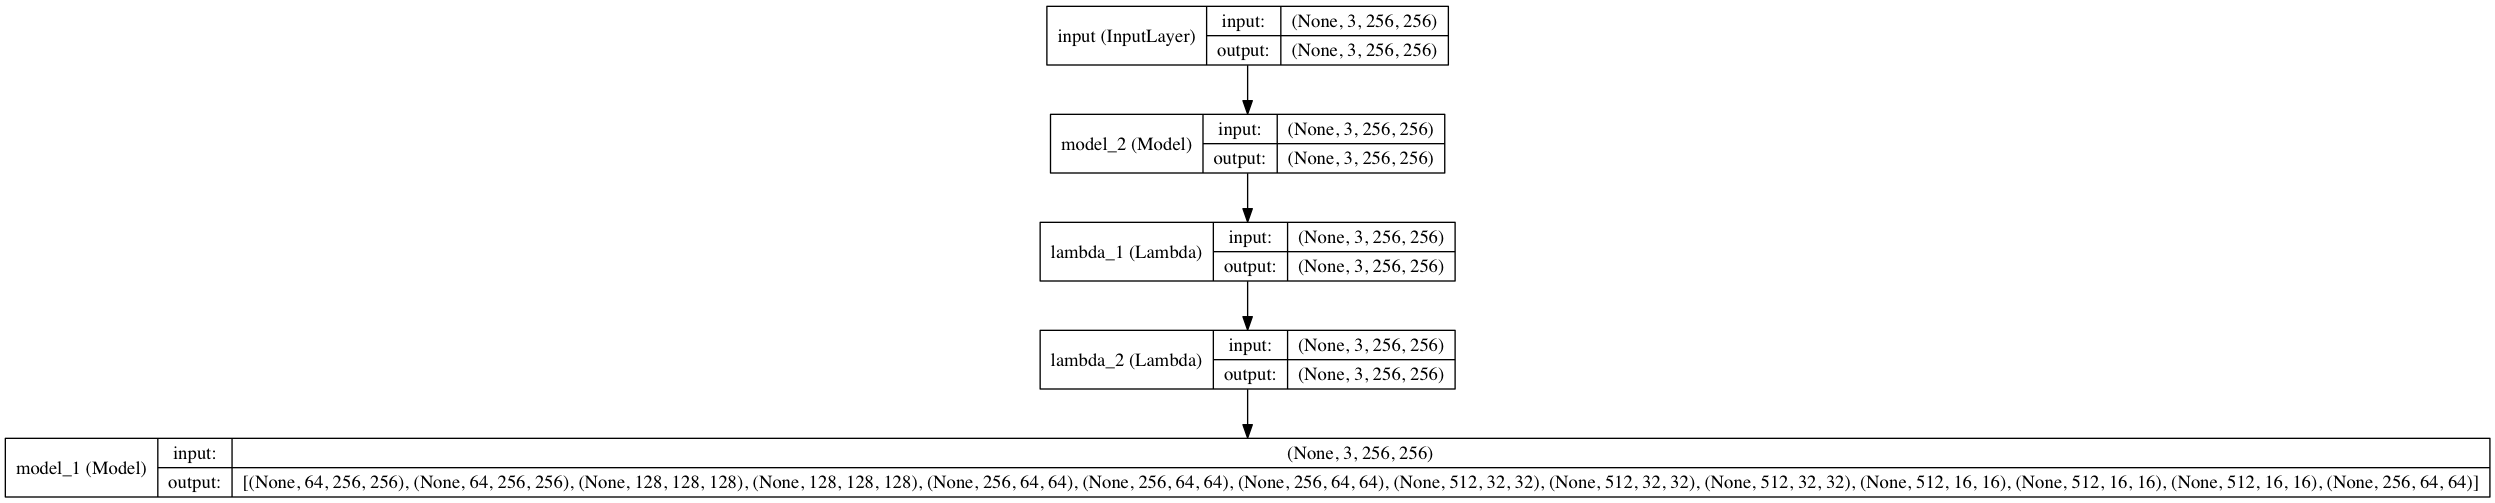 input (InputLayer)
input: (None, 3, 256, 256)
output: (None, 3, 256, 256)
model_2 (Model)
input: (None, 3, 256, 256)
output: (None, 3, 256, 256)
lambda_1 (Lambda)
input: (None, 3, 256, 256)
output: (None, 3, 256, 256)
lambda_2 (Lambda)
input: (None, 3, 256, 256)
output: (None, 3, 256, 256)
model_1 (Model)
input: (None, 3, 256, 256)
output: [(None, 64, 256, 256), (None, 64, 256, 256), (None, 128, 128, 128), (None, 128, 128, 128), (None, 256, 64, 64), (None, 256, 64, 64), (None, 256, 64, 64), (None, 512, 32, 32), (None, 512, 32, 32), (None, 512, 32, 32), (None, 512, 16, 16), (None, 512, 16, 16), (None, 512, 16, 16), (None, 256, 64, 64)]